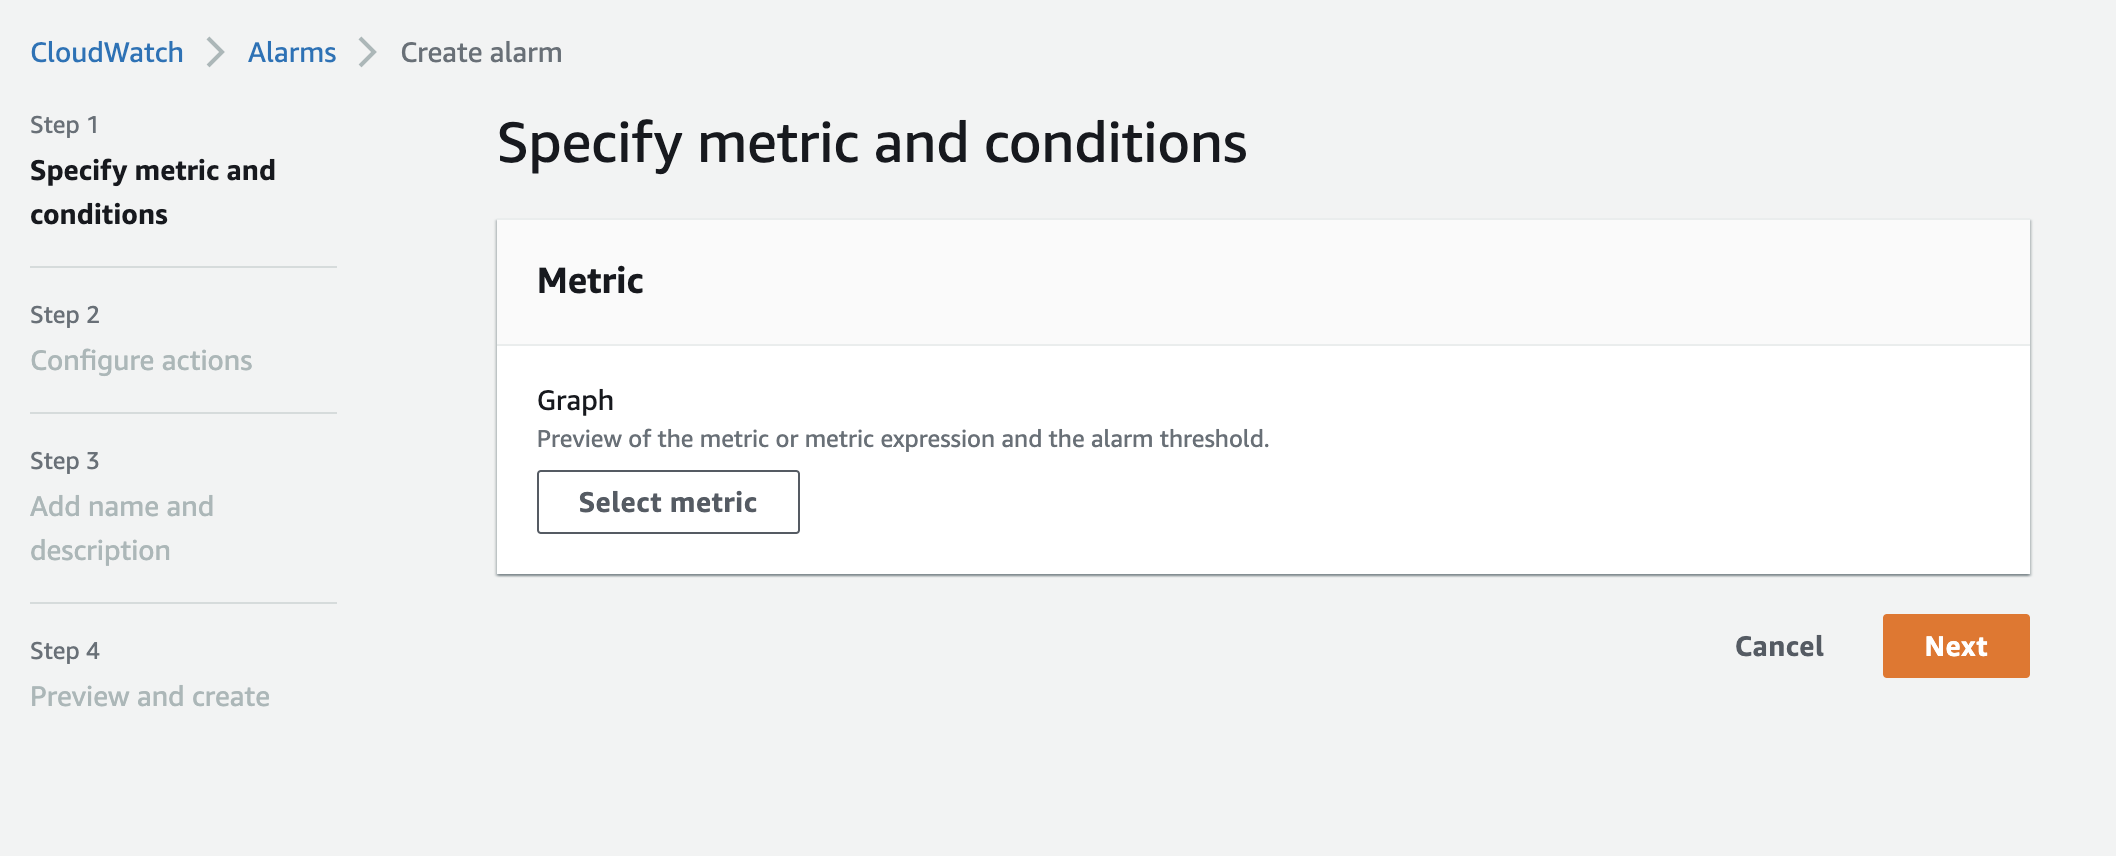 CloudWatch > Alarms > Create alarm
Step 1
Specify metric and
conditions
Step 2
Configure actions
Step 3
Add name and
description
Step 4
Preview and create
Specify metric and conditions
Metric
Graph
Preview of the metric or metric expression and the alarm threshold.
Select metric
Cancel Next